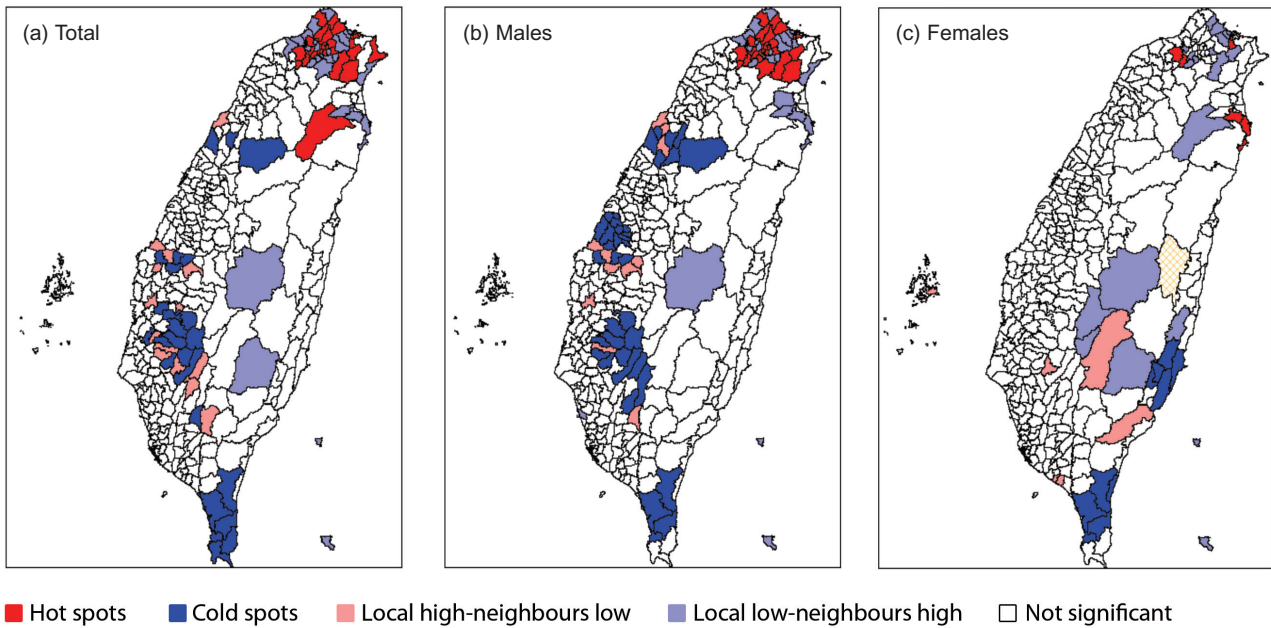 (a) Total
(b) Males
(c) Females
Hot spots
Cold spots
Local high-neighbours low
Local low-neighbours high
Not significant